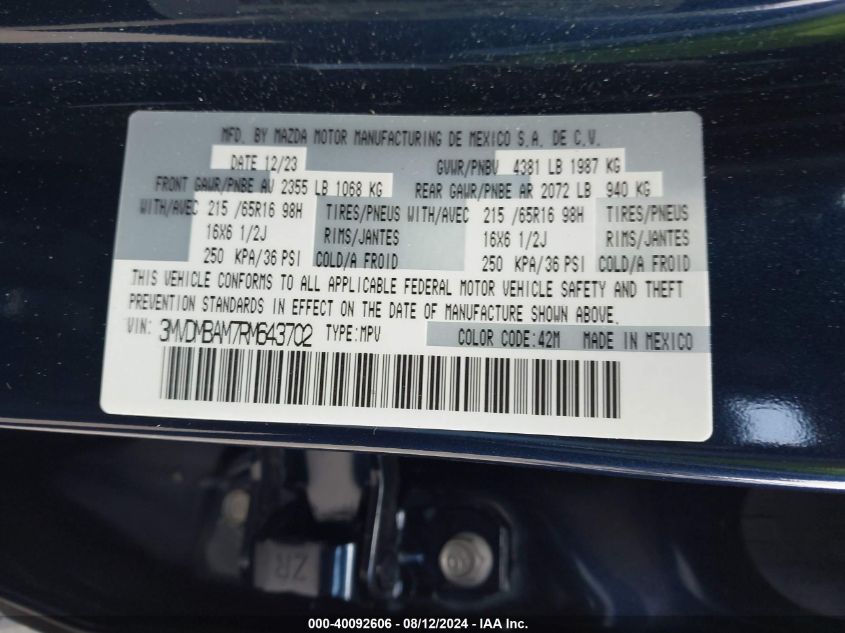 MFD. BY MAZDA MOTOR MANUFACTURING DE MEXICO S.A. DE C.V.
DATE 12/23 GVWR/PNBV 4381 LB 1987 KG
FRONT GAWR/PNBE AV 2355 LB 1068 KG REAR GAWR/PNBE AR 2072 LB 940 KG
WITH/AVEC 215 /65R16 98H TIRES/PNEUS WITH/AVEC 215 /65R16 98H TIRES/PNEUS
16X6 1/2J RIMS/JANTES 16X6 1/2J RIMS/JANTES
250 KPA/36 PSI COLD/A FROID 250 KPA/36 PSI COLD/A FROID
THIS VEHICLE CONFORMS TO ALL APPLICABLE FEDERAL MOTOR VEHICLE SAFETY AND THEFT
PREVENTION STANDARDS IN EFFECT ON THE DATE OF MANUFACTURE SHOWN ABOVE.
VIN: 3MVDMBAM7RM643702 TYPE:MPV COLOR CODE:42M MADE IN MEXICO
ZR
000-40092606 - 08/12/2024 - IAA Inc.